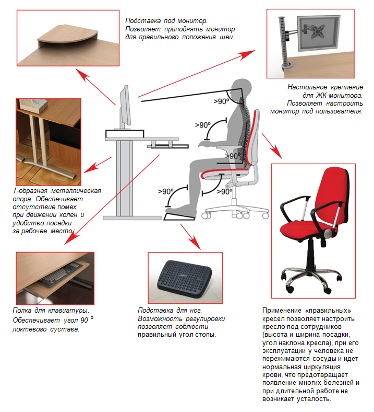 Подставка под монитор.
Позволяет приподнять монитор
для правильного положения шеи
Настольное крепление
для ЖК монитора.
Позволяет настроить
монитор под пользователя.
>90°
>90°
>90°
>90°
>90°
Т-образная металлическая
опора. Обеспечивает
отсутствие помех
при движении колен и
удобство посадки
за рабочее место
Полка для клавиатуры.
Обеспечивает угол 90 °
локтевого сустава.
Подставка для ног.
Возможность регулировки
позволяет соблюсти
правильный угол стопы.
Применение «правильных»
кресел позволяет настроить
кресло под сотрудников
(высота и ширина посадки,
угол наклона кресла), при его
эксплуатации у человека не
пережимаются сосуды и идет
нормальная циркуляция
крови, что предотвращает
появление многих болезней и
при длительной работе не
возникает усталость.